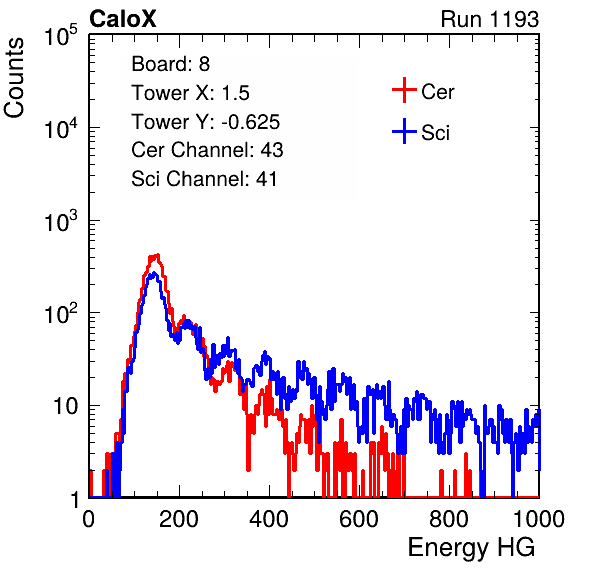 CaloX Run 1193
Board: 8
Tower X: 1.5
Tower Y: -0.625
Cer Channel: 43
Sci Channel: 41
Cer
Sci
Counts
10^5
10^4
10^3
10^2
10
1
0 200 400 600 800 1000
Energy HG